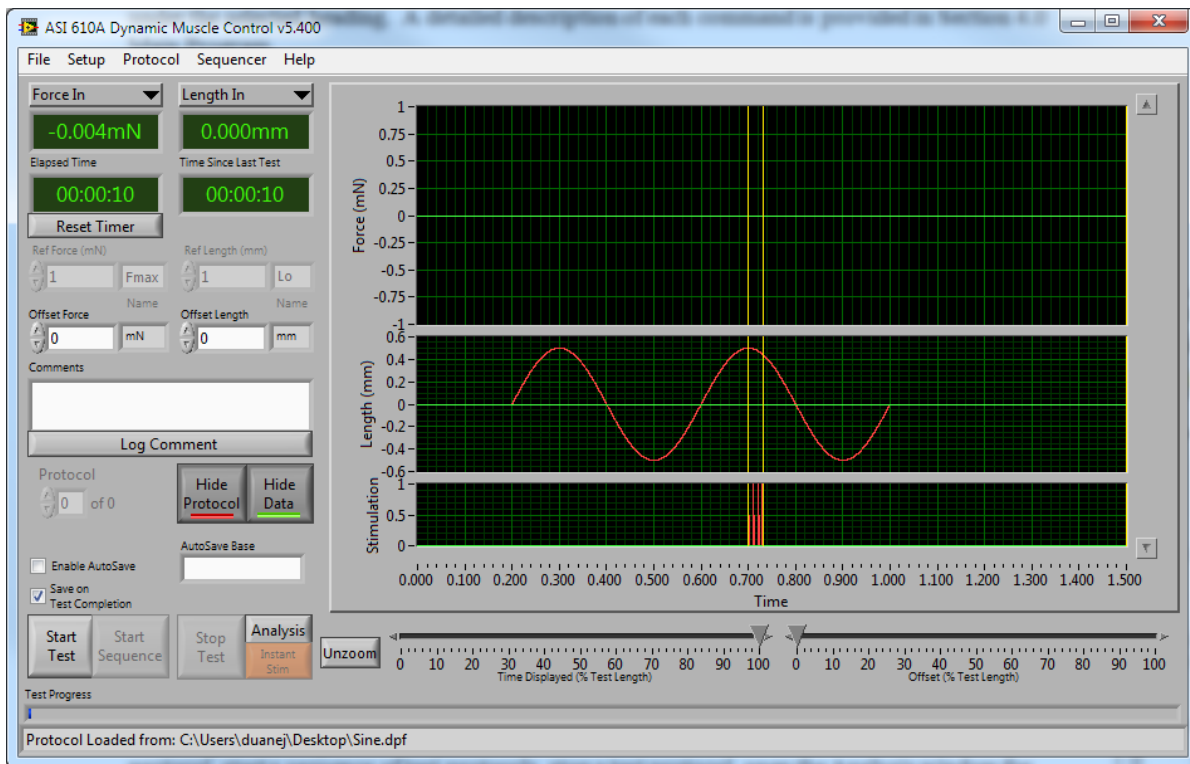 ASI 610A Dynamic Muscle Control v5.400
File Setup Protocol Sequencer Help
Force In
Length In
-0.004mN
0.000mm
Elapsed Time
Time Since Last Test
00:00:10
00:00:10
Reset Timer
Ref Force (mN)
Ref Length (mm)
1
Fmax
1
Lo
Name
Name
Offset Force
Offset Length
0
mN
0
mm
Comments
Log Comment
Protocol
0 of 0
Hide Protocol
Hide Data
AutoSave Base
Enable AutoSave
Save on
Test Completion
Start Test
Start Sequence
Stop Test
Analysis
Instant Stim
Unzoom
Force (mN)
1
0.75
0.5
0.25
0
-0.25
-0.5
-0.75
-1
Length (mm)
0.6
0.4
0.2
0
-0.2
-0.4
-0.6
Stimulation
1
0.5
0
0.000 0.100 0.200 0.300 0.400 0.500 0.600 0.700 0.800 0.900 1.000 1.100 1.200 1.300 1.400 1.500
Time
0 10 20 30 40 50 60 70 80 90 100
Time Displayed (% Test Length)
0 10 20 30 40 50 60 70 80 90 100
Offset (% Test Length)
Test Progress
Protocol Loaded from: C:\Users\duanej\Desktop\Sine.dpf